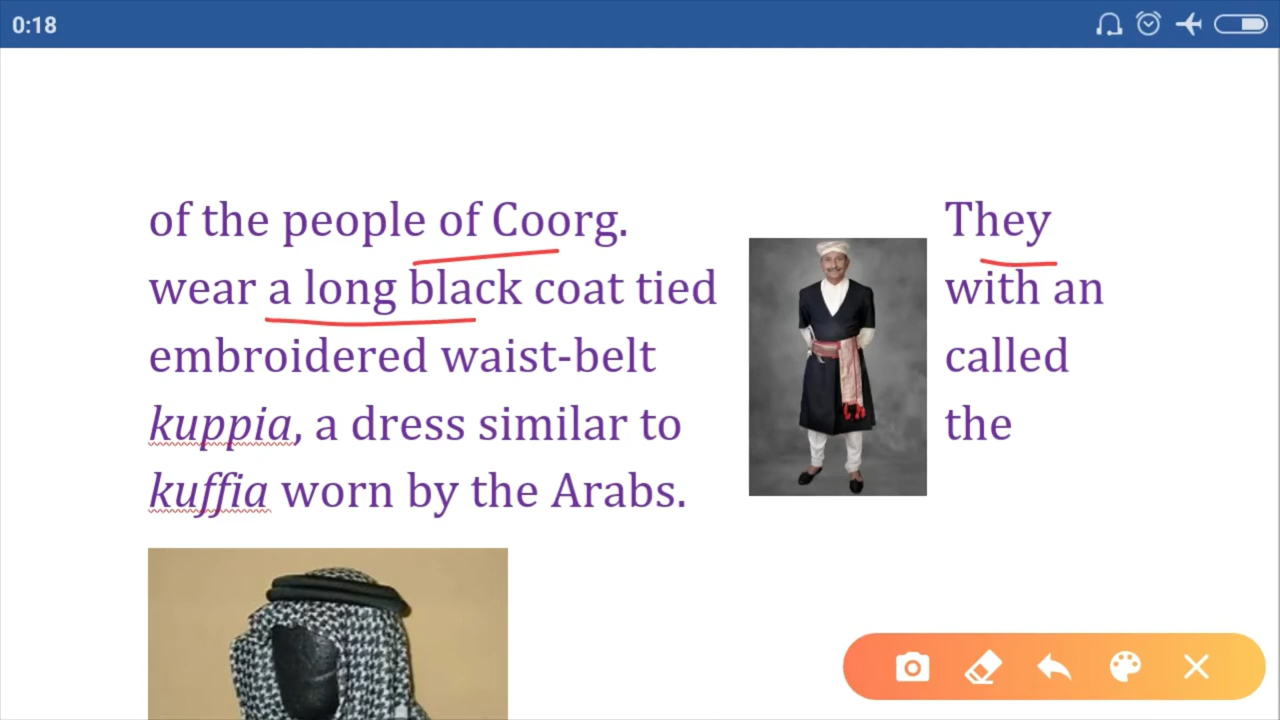 0:18
of the people of Coorg. They
wear a long black coat tied with an
embroidered waist-belt called
kuppia, a dress similar to the
kuffia worn by the Arabs.